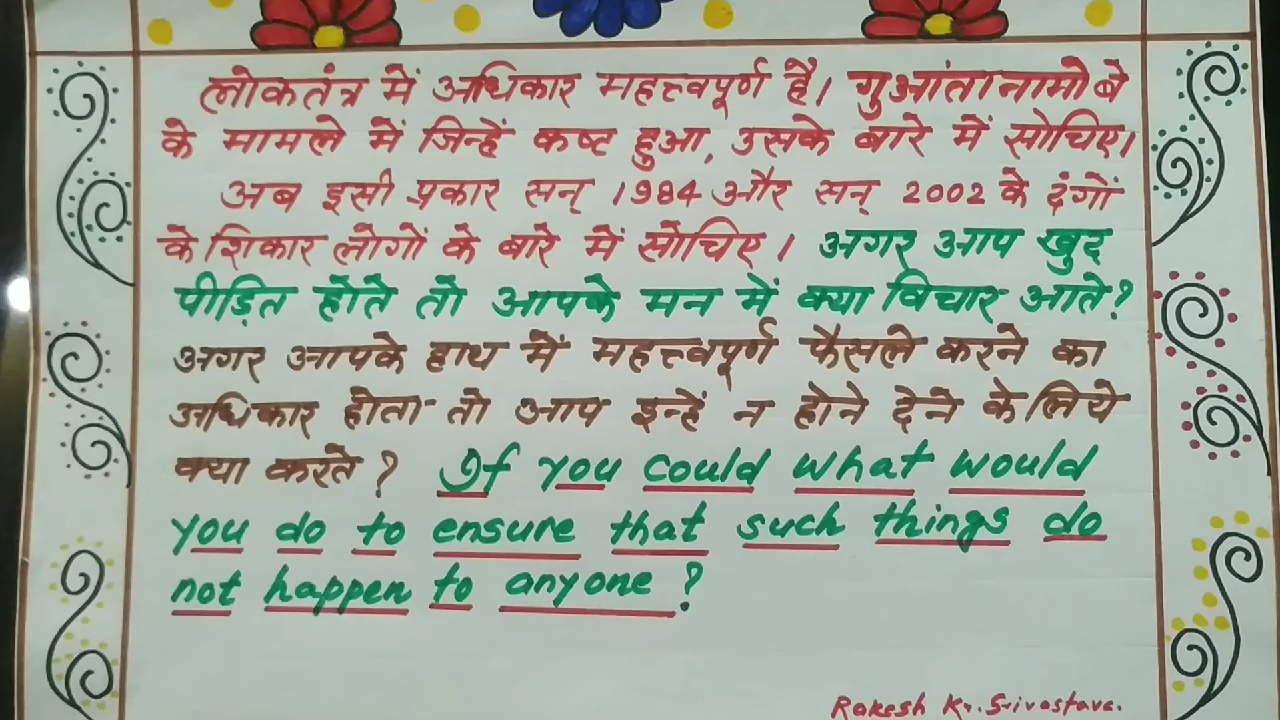 लोकतंत्र में अधिकार महत्त्वपूर्ण है। गुआंतानामो बे
के मामले में जिन्हें कष्ट हुआ, उसके बारे में सोचिए।
अब इसी प्रकार सन् 1984 और सन् 2002 के दंगों
के शिकार लोगों के बारे में सोचिए। अगर आप खुद
पीड़ित होते तो आपके मन में क्या विचार आते?
अगर आपके हाथ में महत्त्वपूर्ण फैसले करने का
अधिकार होता तो आप इन्हें न होने देने के लिये
क्या करते? If you could what would
you do to ensure that such things do
not happen to anyone?
Rakesh Kr. Srivastava.